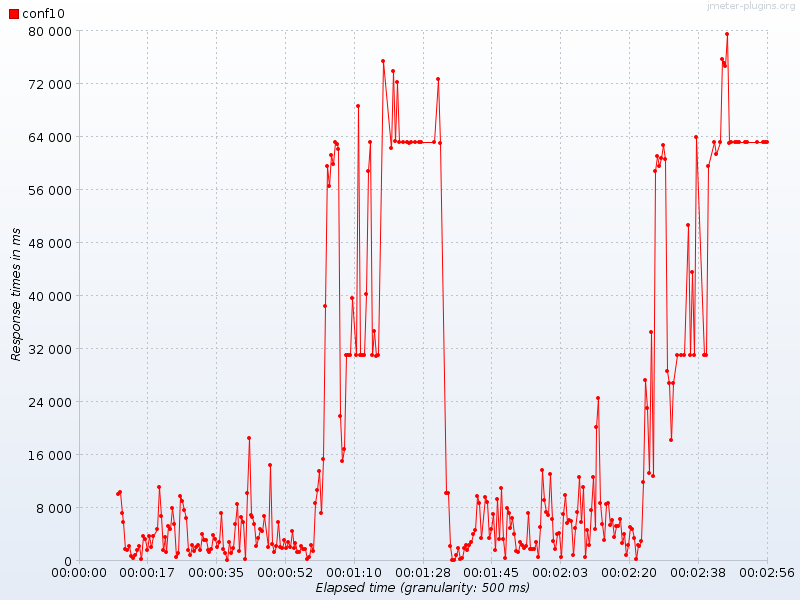 jmeter-plugins.org
conf10
80 000
72 000
64 000
56 000
48 000
40 000
32 000
24 000
16 000
8 000
0
Response times in ms
00:00:00 00:00:17 00:00:35 00:00:52 00:01:10 00:01:28 00:01:45 00:02:03 00:02:20 00:02:38 00:02:56
Elapsed time (granularity: 500 ms)